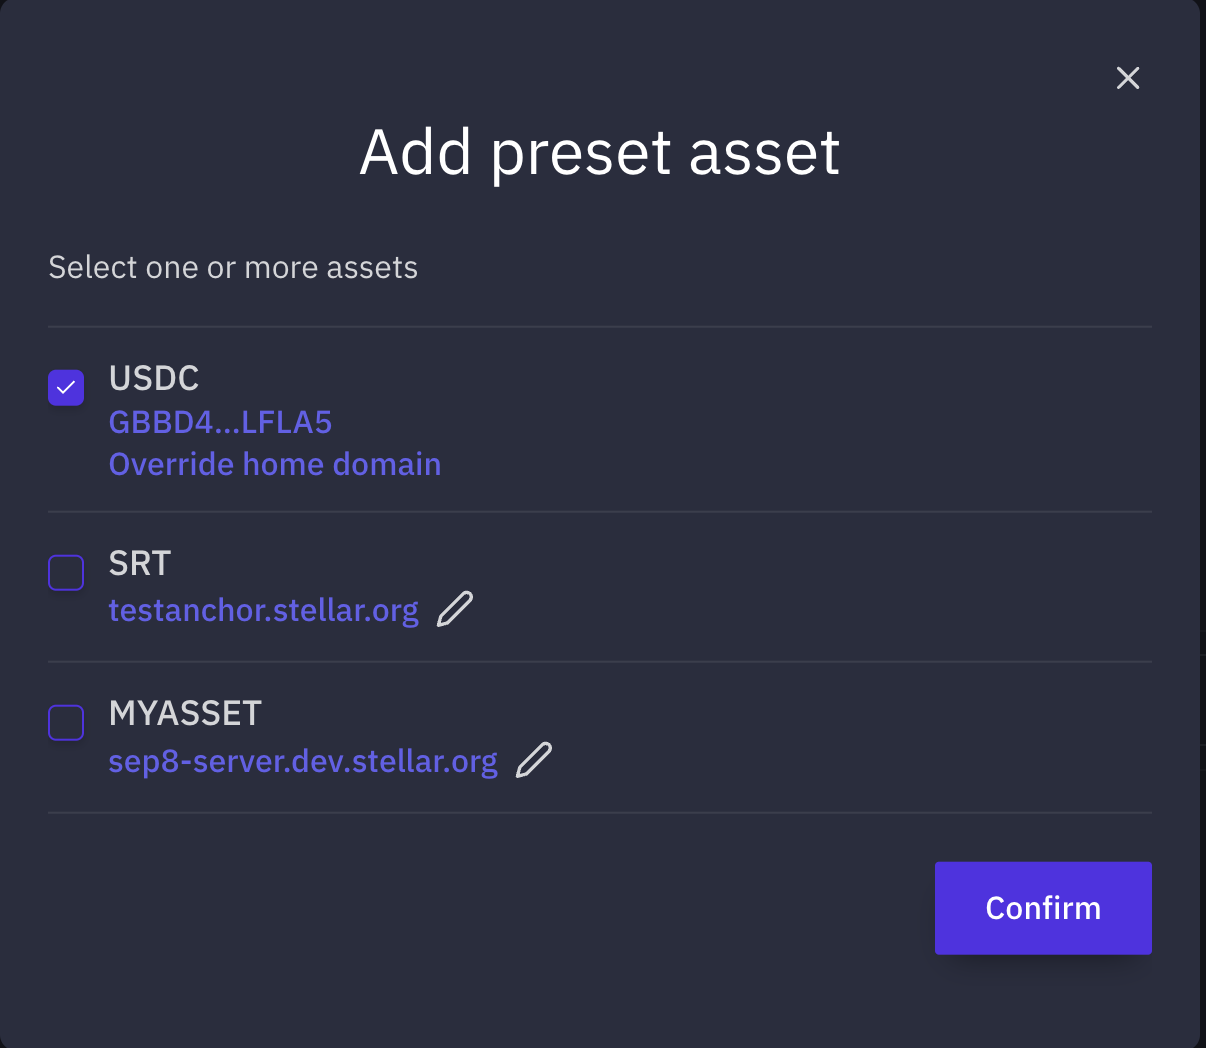 Add preset asset
Select one or more assets
USDC
GBBD4...LFLA5
Override home domain
SRT
testanchor.stellar.org
MYASSET
sep8-server.dev.stellar.org
Confirm